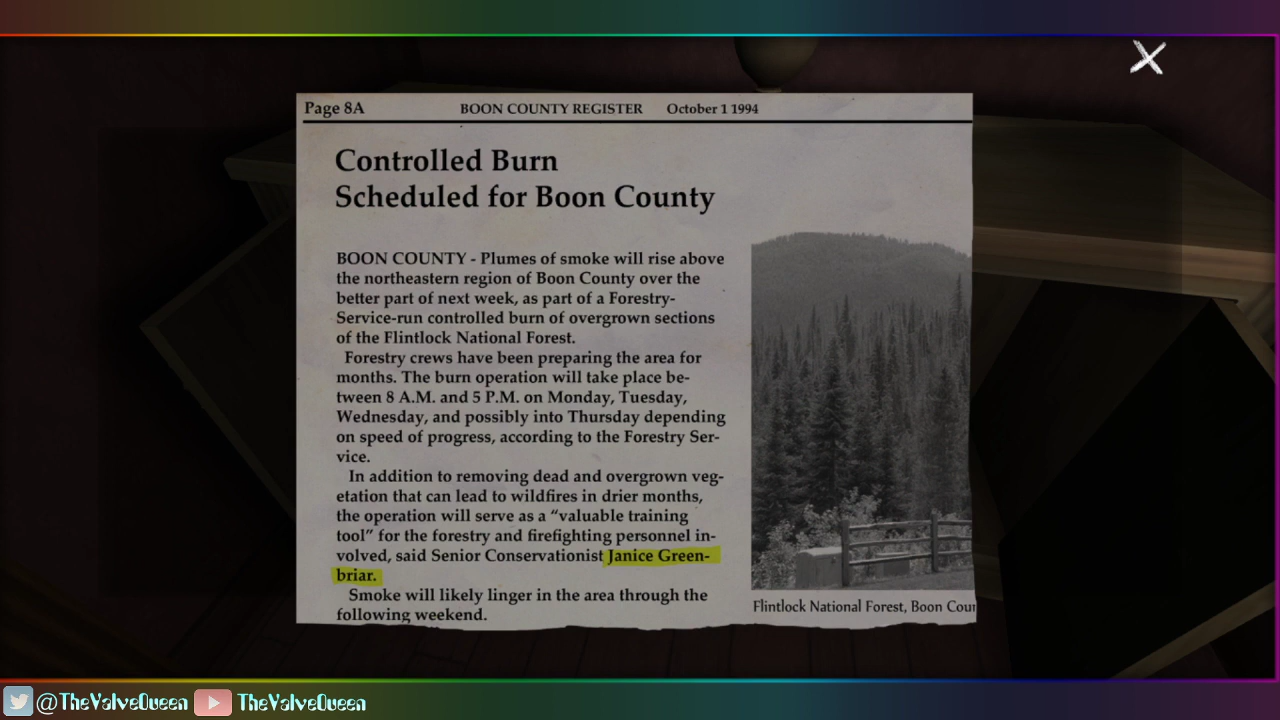 Page 8A BOON COUNTY REGISTER October 1 1994
Controlled Burn
Scheduled for Boon County
BOON COUNTY - Plumes of smoke will rise above
the northeastern region of Boon County over the
better part of next week, as part of a Forestry-
Service-run controlled burn of overgrown sections
of the Flintlock National Forest.
Forestry crews have been preparing the area for
months. The burn operation will take place be-
tween 8 A.M. and 5 P.M. on Monday, Tuesday,
Wednesday, and possibly into Thursday depending
on speed of progress, according to the Forestry Ser-
vice.
In addition to removing dead and overgrown veg-
etation that can lead to wildfires in drier months,
the operation will serve as a “valuable training
tool” for the forestry and firefighting personnel in-
volved, said Senior Conservationist Janice Green-
briar.
Smoke will likely linger in the area through the
following weekend.
Flintlock National Forest, Boon Coun
@TheValveQueen TheValveQueen